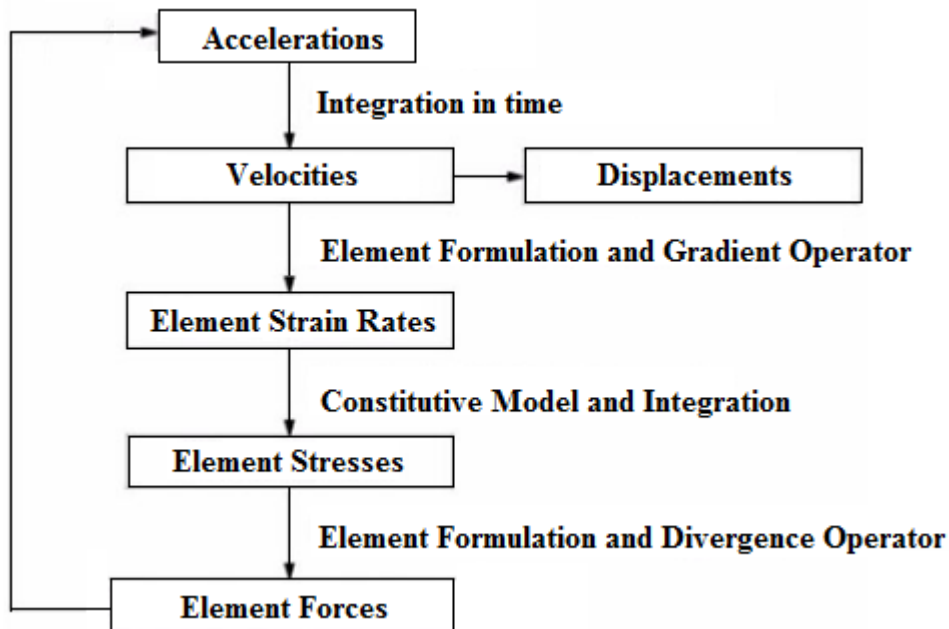 Accelerations
Integration in time
Velocities
Displacements
Element Formulation and Gradient Operator
Element Strain Rates
Constitutive Model and Integration
Element Stresses
Element Formulation and Divergence Operator
Element Forces